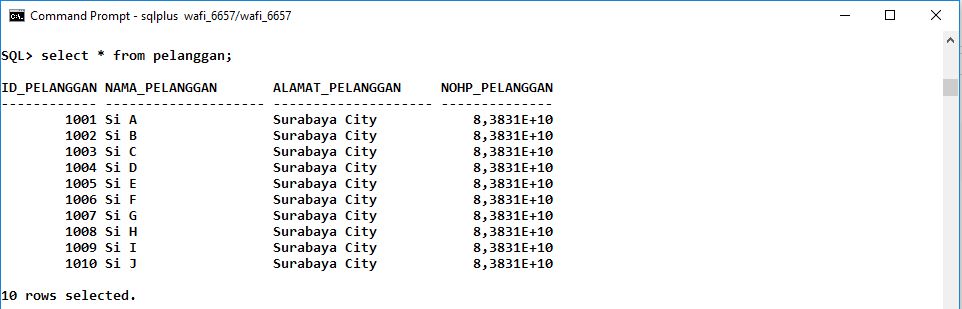 Command Prompt - sqlplus  wafi_6657/wafi_6657
SQL> select * from pelanggan;
ID_PELANGGAN NAMA_PELANGGAN       ALAMAT_PELANGGAN     NOHP_PELANGGAN
------------ -------------------- -------------------- --------------
        1001 Si A                 Surabaya City            8,3831E+10
        1002 Si B                 Surabaya City            8,3831E+10
        1003 Si C                 Surabaya City            8,3831E+10
        1004 Si D                 Surabaya City            8,3831E+10
        1005 Si E                 Surabaya City            8,3831E+10
        1006 Si F                 Surabaya City            8,3831E+10
        1007 Si G                 Surabaya City            8,3831E+10
        1008 Si H                 Surabaya City            8,3831E+10
        1009 Si I                 Surabaya City            8,3831E+10
        1010 Si J                 Surabaya City            8,3831E+10
10 rows selected.